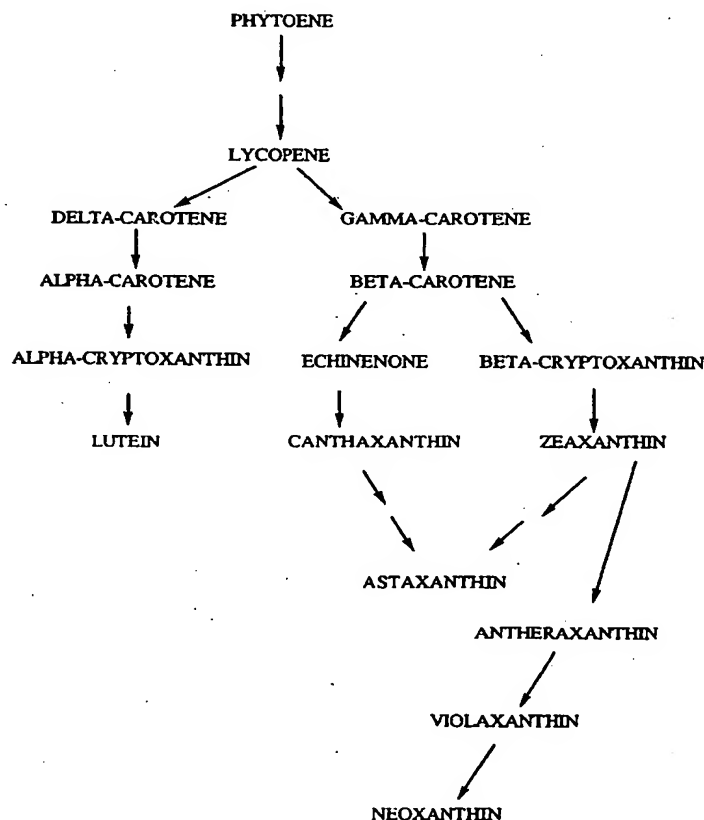 PHYTOENE
LYCOPENE
DELTA-CAROTENE GAMMA-CAROTENE
ALPHA-CAROTENE BETA-CAROTENE
ALPHA-CRYPTOXANTHIN ECHINENONE BETA-CRYPTOXANTHIN
LUTEIN CANTHAXANTHIN ZEAXANTHIN
ASTAXANTHIN
ANTHERAXANTHIN
VIOLAXANTHIN
NEOXANTHIN